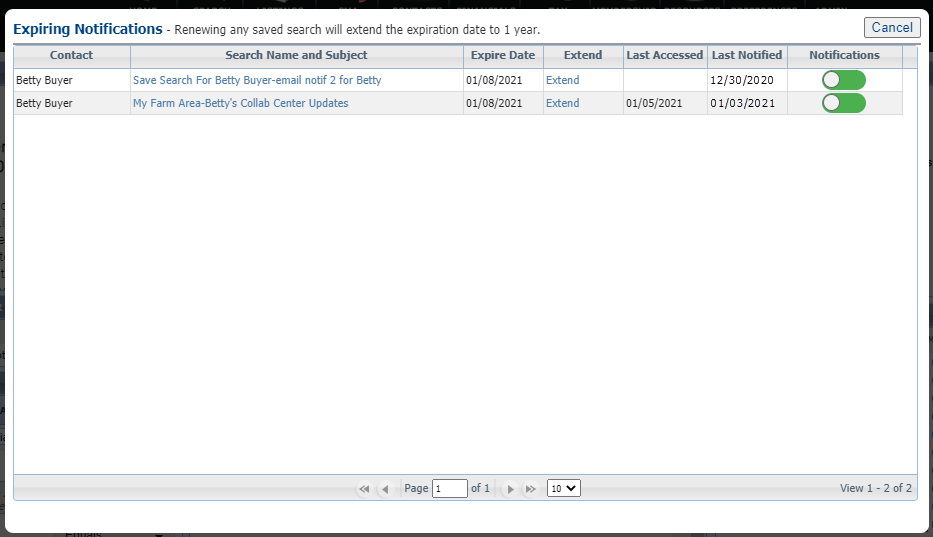 Expiring Notifications - Renewing any saved search will extend the expiration date to 1 year.
Cancel
Contact Search Name and Subject Expire Date Extend Last Accessed Last Notified Notifications
Betty Buyer Save Search For Betty Buyer-email notif 2 for Betty 01/08/2021 Extend 12/30/2020
Betty Buyer My Farm Area-Betty's Collab Center Updates 01/08/2021 Extend 01/05/2021 01/03/2021
Page 1 of 1 10 View 1 - 2 of 2